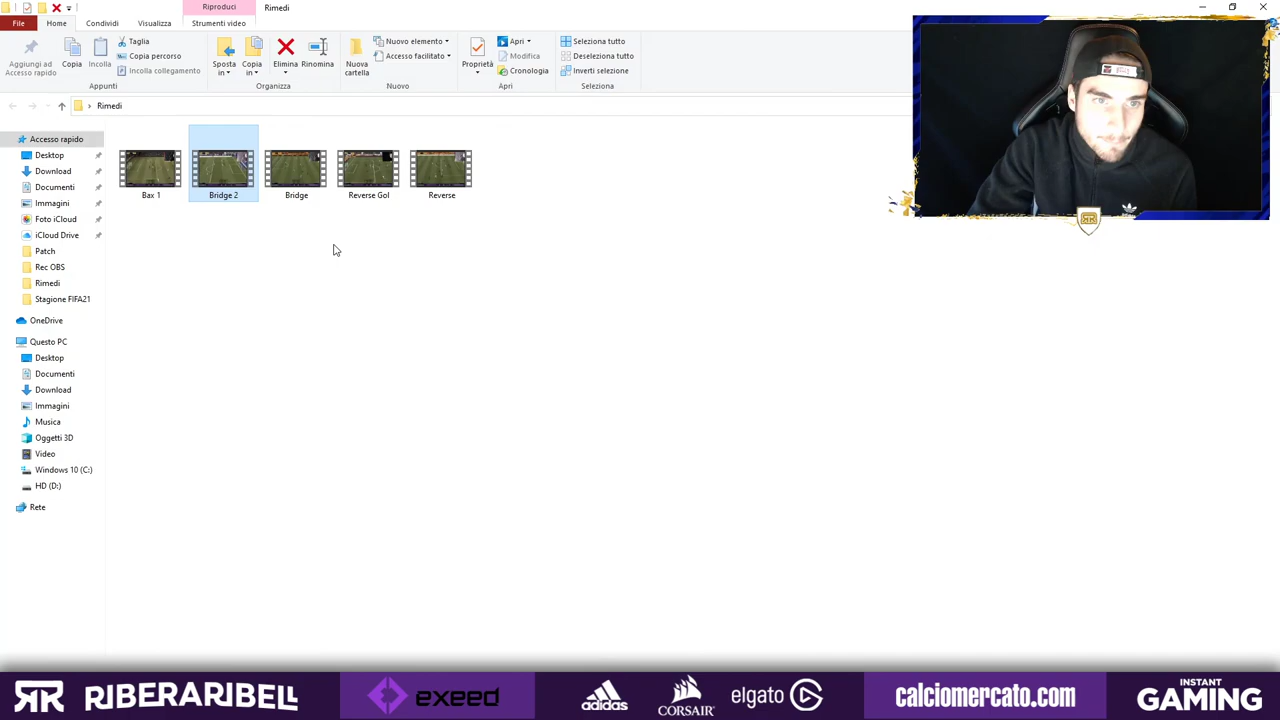 Riproduci
Rimedi
File
Home
Condividi
Visualizza
Strumenti video
Aggiungi ad
Accesso rapido
Copia
Incolla
Taglia
Copia percorso
Incolla collegamento
Appunti
Sposta
in
Copia
in
Elimina
Rinomina
Organizza
Nuova
cartella
Nuovo elemento
Accesso facilitato
Nuovo
Proprietà
Apri
Modifica
Cronologia
Apri
Seleziona tutto
Deseleziona tutto
Inverti selezione
Seleziona
Rimedi
Accesso rapido
Desktop
Download
Documenti
Immagini
Foto iCloud
iCloud Drive
Patch
Rec OBS
Rimedi
Stagione FIFA21
OneDrive
Questo PC
Desktop
Documenti
Download
Immagini
Musica
Oggetti 3D
Video
Windows 10 (C:)
HD (D:)
Rete
Bax 1
Bridge 2
Bridge
Reverse Gol
Reverse
RR RIBERARIBELL
exeed
adidas
CORSAIR
elgato
calciomercato.com
INSTANT
GAMING